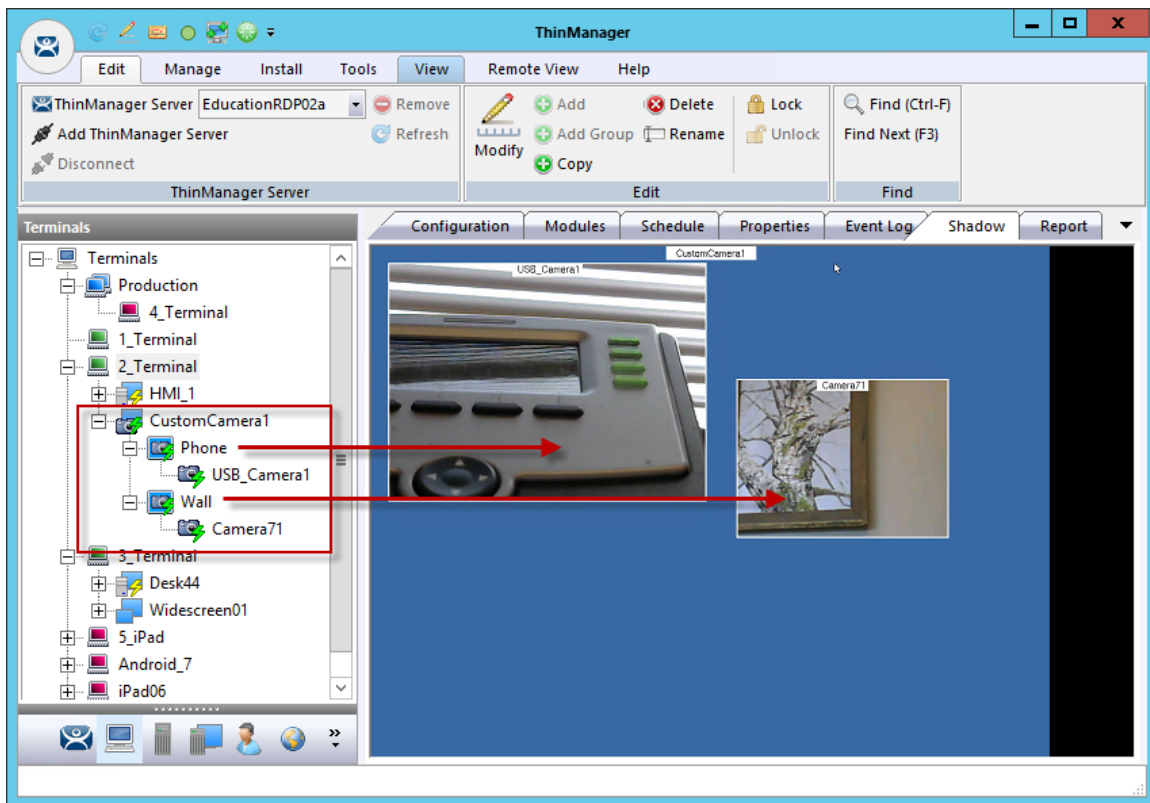 ThinManager
Edit Manage Install Tools View Remote View Help
ThinManager Server EducationRDP02a Remove
Add ThinManager Server Refresh
Disconnect
ThinManager Server
Modify
Add Delete
Add Group Rename
Copy
Lock
Unlock
Edit
Find (Ctrl-F)
Find Next (F3)
Find
Terminals
Terminals
Production
4_Terminal
1_Terminal
2_Terminal
HMI_1
CustomCamera1
Phone
USB_Camera1
Wall
Camera71
3_Terminal
Desk44
Widescreen01
5_iPad
Android_7
iPad06
Configuration Modules Schedule Properties Event Log Shadow Report
CustomCamera1
USB_Camera1
Camera71